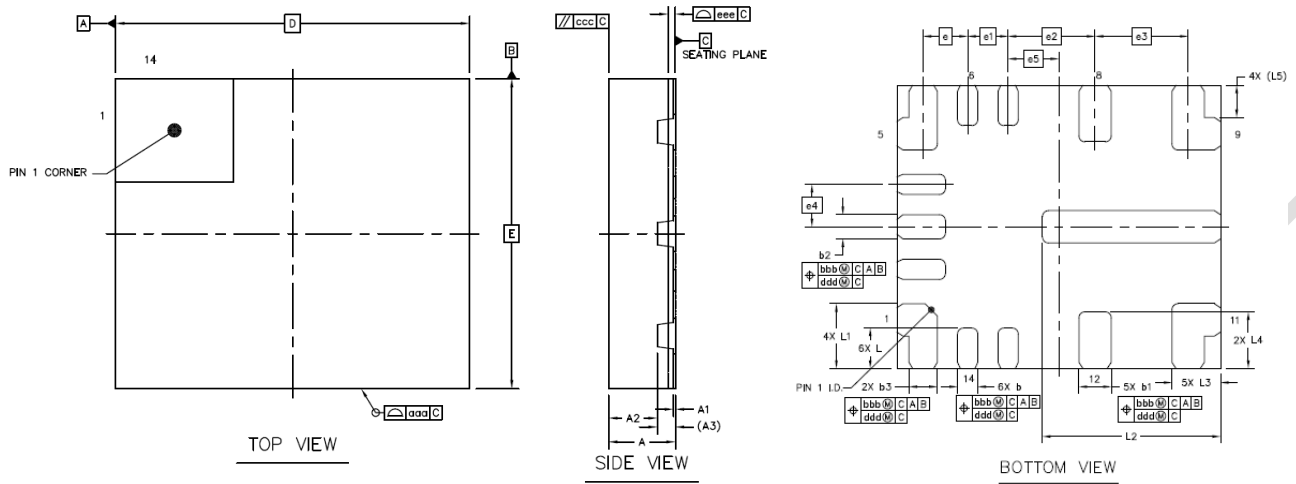 A
D
14
B
1
PIN 1 CORNER
E
aaa C
TOP VIEW
// ccc C
eee C
C
SEATING PLANE
A1
A2
(A3)
A
SIDE VIEW
e
e1
e2
e3
e5
6
8
4X (L5)
5
9
e4
b2
bbb Ⓜ C A B
ddd Ⓜ C
1
11
4X L1
6X L
2X L4
PIN 1 I.D.
2X b3
14
6X b
12
5X b1
5X L3
bbb Ⓜ C A B
ddd Ⓜ C
bbb Ⓜ C A B
ddd Ⓜ C
bbb Ⓜ C A B
ddd Ⓜ C
L2
BOTTOM VIEW